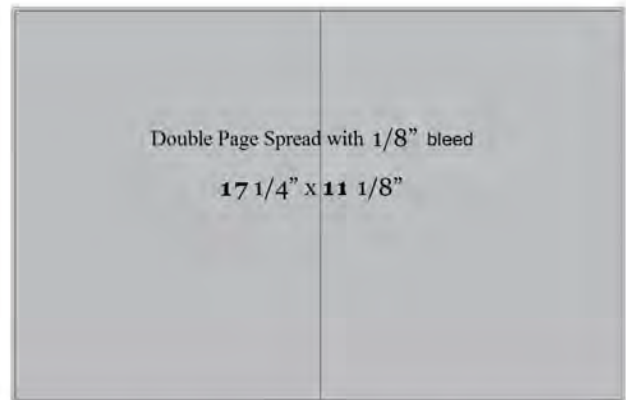 Double Page Spread with 1/8” bleed
17 1/4” x 11 1/8”